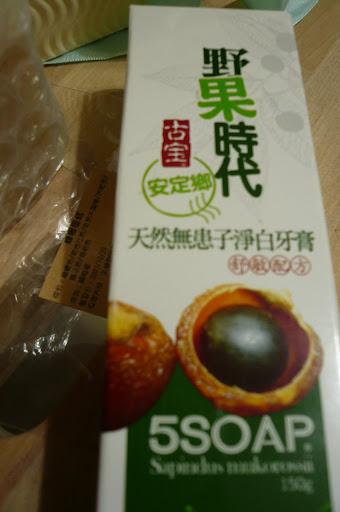 野果時代
古宝
安定鄉
天然無患子淨白牙膏
舒敏配方
5SOAP®
Sapindus mukorossii
150g